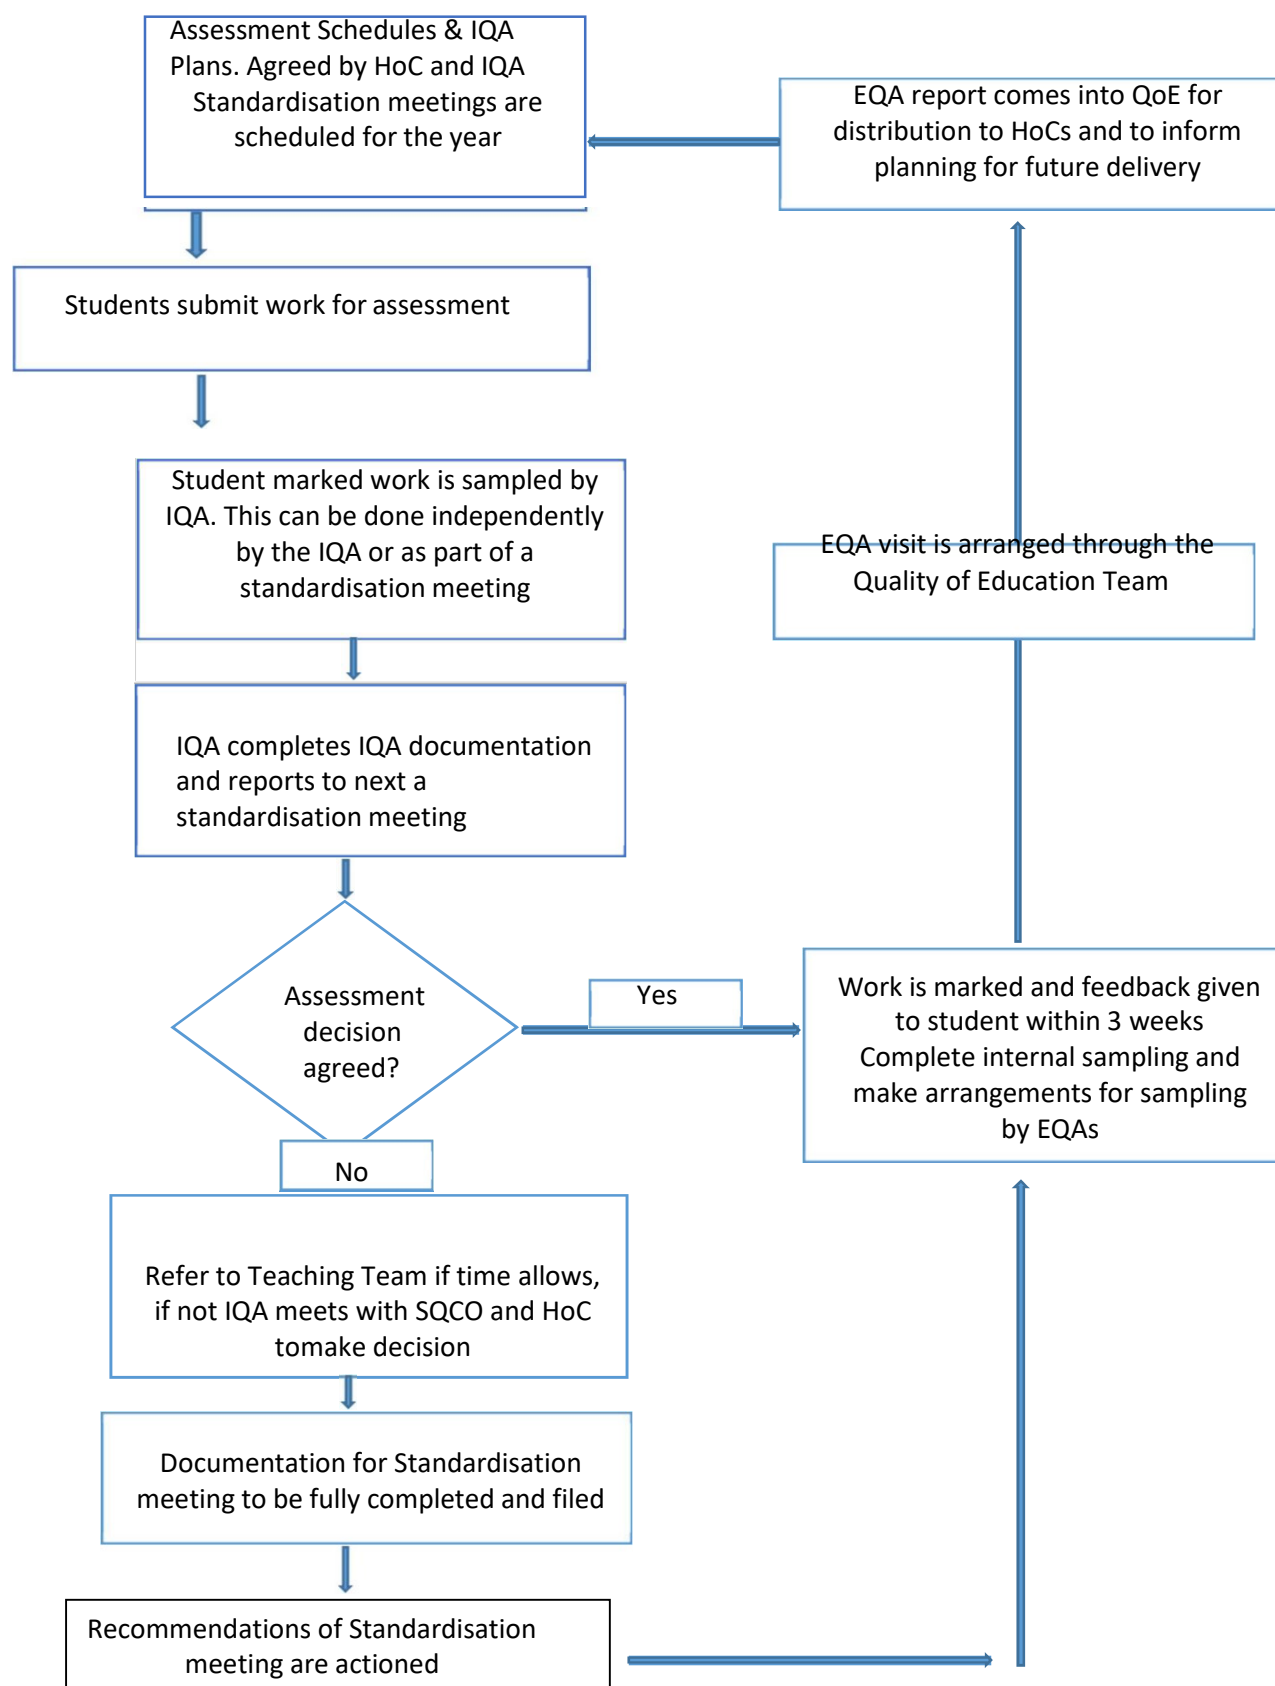 Assessment Schedules & IQA
Plans. Agreed by HoC and IQA
Standardisation meetings are
scheduled for the year
EQA report comes into QoE for
distribution to HoCs and to inform
planning for future delivery
Students submit work for assessment
Student marked work is sampled by
IQA. This can be done independently
by the IQA or as part of a
standardisation meeting
EQA visit is arranged through the
Quality of Education Team
IQA completes IQA documentation
and reports to next a
standardisation meeting
Assessment
decision
agreed?
Yes
Work is marked and feedback given
to student within 3 weeks
Complete internal sampling and
make arrangements for sampling
by EQAs
No
Refer to Teaching Team if time allows,
if not IQA meets with SQCO and HoC
tomake decision
Documentation for Standardisation
meeting to be fully completed and filed
Recommendations of Standardisation
meeting are actioned